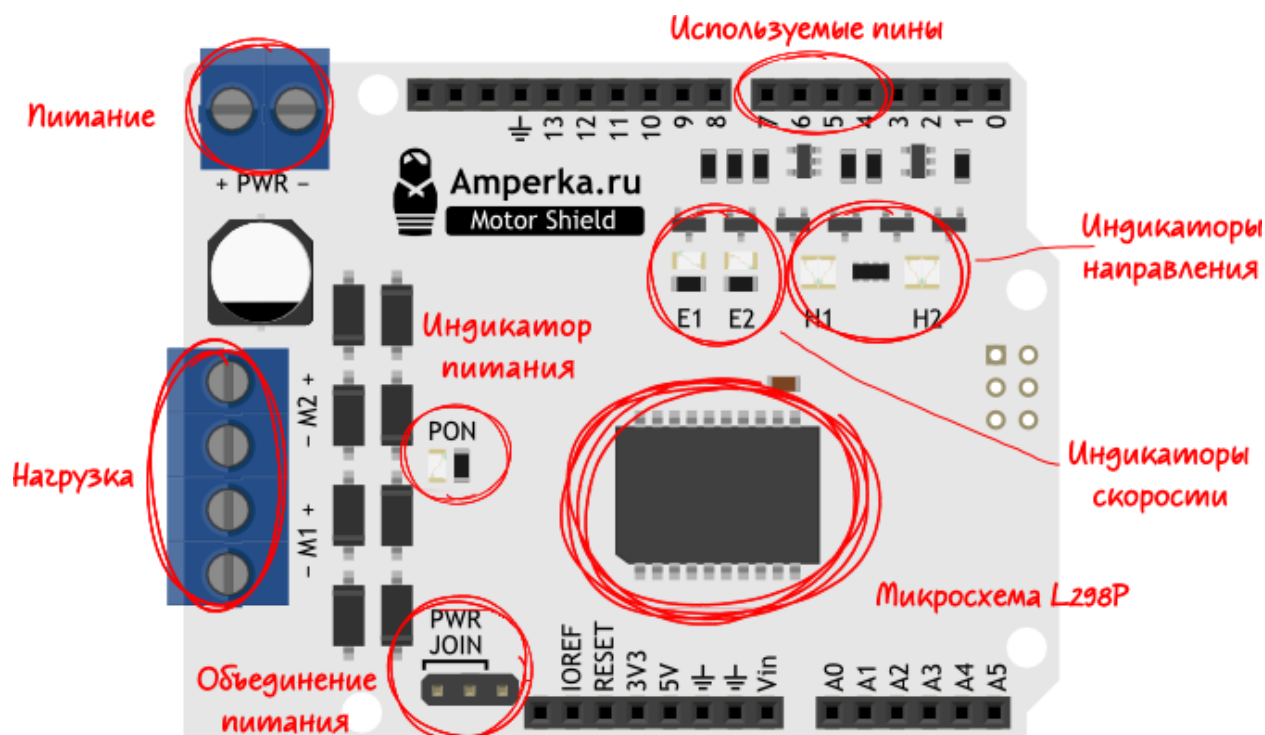 Используемые пины
Питание
13
12
11
10
9
8
7
6
5
4
3
2
1
0
+ PWR −
Amperka.ru
Motor Shield
Индикаторы
направления
Индикатор
питания
E1
E2
H1
H2
− M2 +
PON
Нагрузка
Индикаторы
скорости
− M1 +
Микросхема L298P
PWR
JOIN
Объединение
питания
IOREF
RESET
3V3
5V
Vin
A0
A1
A2
A3
A4
A5